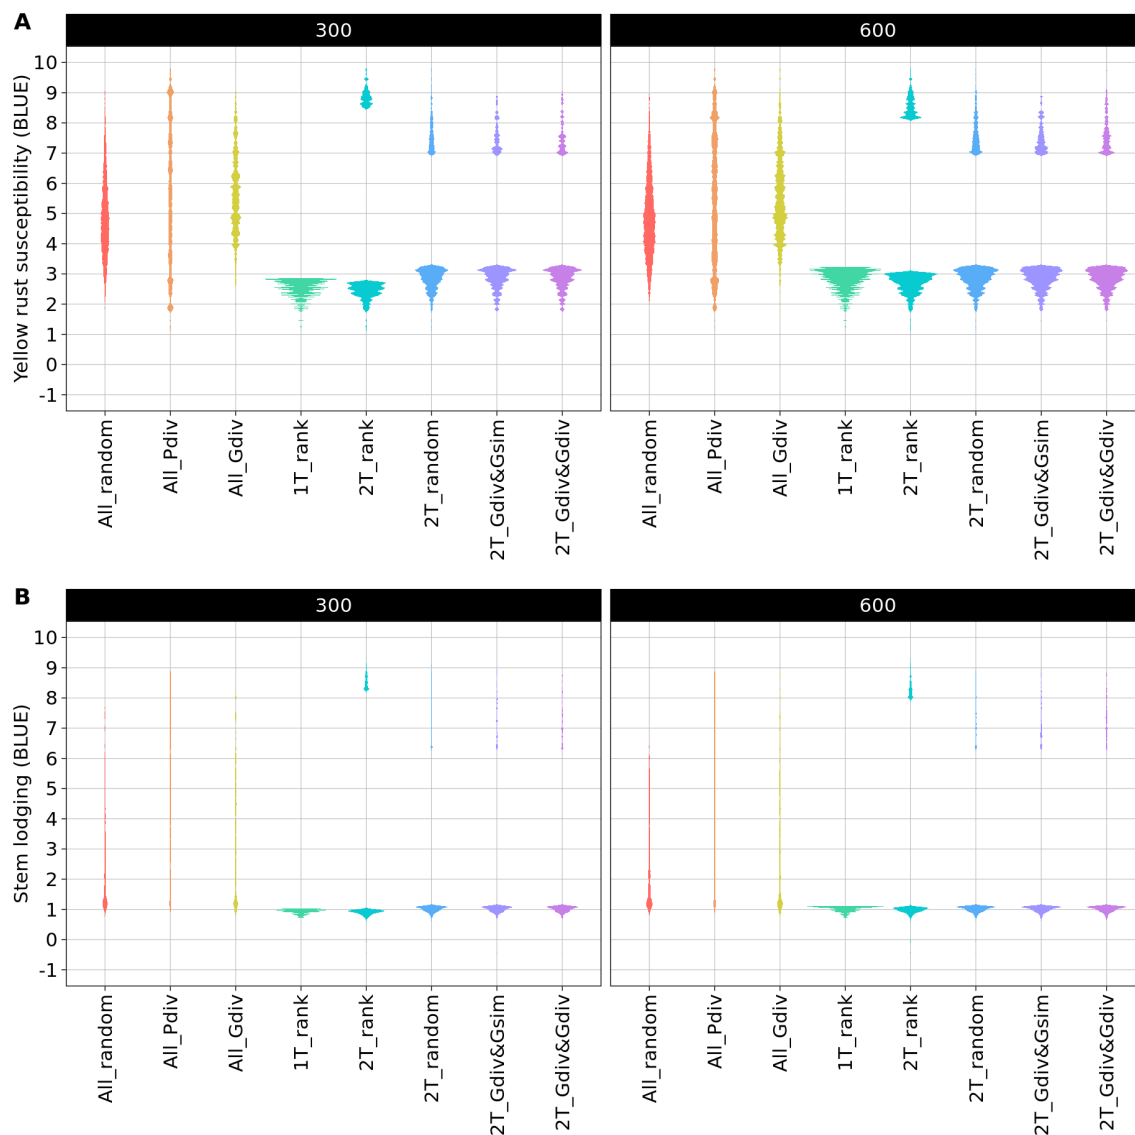 A
300
600
Yellow rust susceptibility (BLUE)
10
9
8
7
6
5
4
3
2
1
0
-1
All_random
All_Pdiv
All_Gdiv
1T_rank
2T_rank
2T_random
2T_Gdiv&Gsim
2T_Gdiv&Gdiv
All_random
All_Pdiv
All_Gdiv
1T_rank
2T_rank
2T_random
2T_Gdiv&Gsim
2T_Gdiv&Gdiv
B
300
600
Stem lodging (BLUE)
10
9
8
7
6
5
4
3
2
1
0
-1
All_random
All_Pdiv
All_Gdiv
1T_rank
2T_rank
2T_random
2T_Gdiv&Gsim
2T_Gdiv&Gdiv
All_random
All_Pdiv
All_Gdiv
1T_rank
2T_rank
2T_random
2T_Gdiv&Gsim
2T_Gdiv&Gdiv